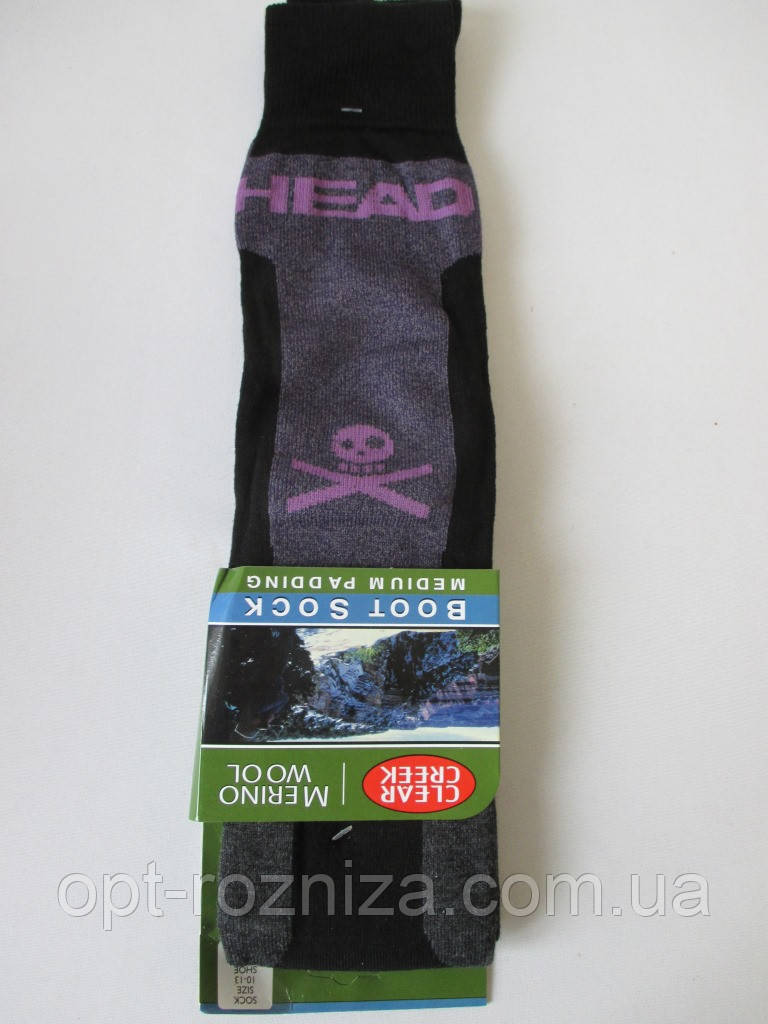 HEAD
BOOT SOCK
MEDIUM PADDING
CLEAR
CREEK
MERINO
WOOL
opt-rozniza.com.ua
SOCK
SIZE
10-13
SHOE